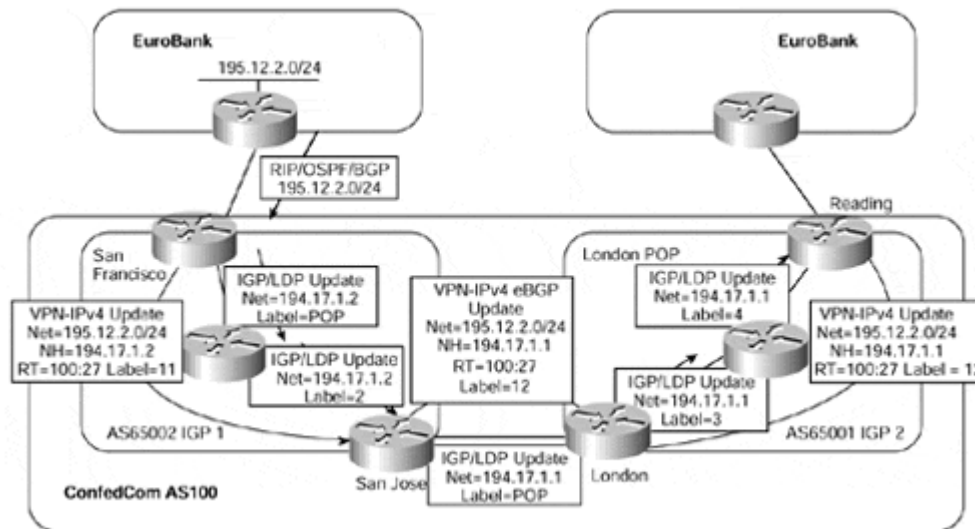 EuroBank
195.12.2.0/24
EuroBank
RIP/OSPF/BGP
195.12.2.0/24
Reading
San
Francisco
London POP
IGP/LDP Update
Net=194.17.1.2
Label=POP
VPN-IPv4 eBGP
Update
Net=195.12.2.0/24
NH=194.17.1.1
RT=100:27
Label=12
IGP/LDP Update
Net=194.17.1.1
Label=4
VPN-IPv4 Update
Net=195.12.2.0/24
NH=194.17.1.2
RT=100:27 Label=11
VPN-IPv4 Update
Net=195.12.2.0/24
NH=194.17.1.1
RT=100:27 Label =
IGP/LDP Update
Net=194.17.1.2
Label=2
IGP/LDP Update
Net=194.17.1.1
Label=3
AS65002 IGP 1
AS65001 IGP 2
San Jose
IGP/LDP Update
Net=194.17.1.1
Label=POP
London
ConfedCom AS100